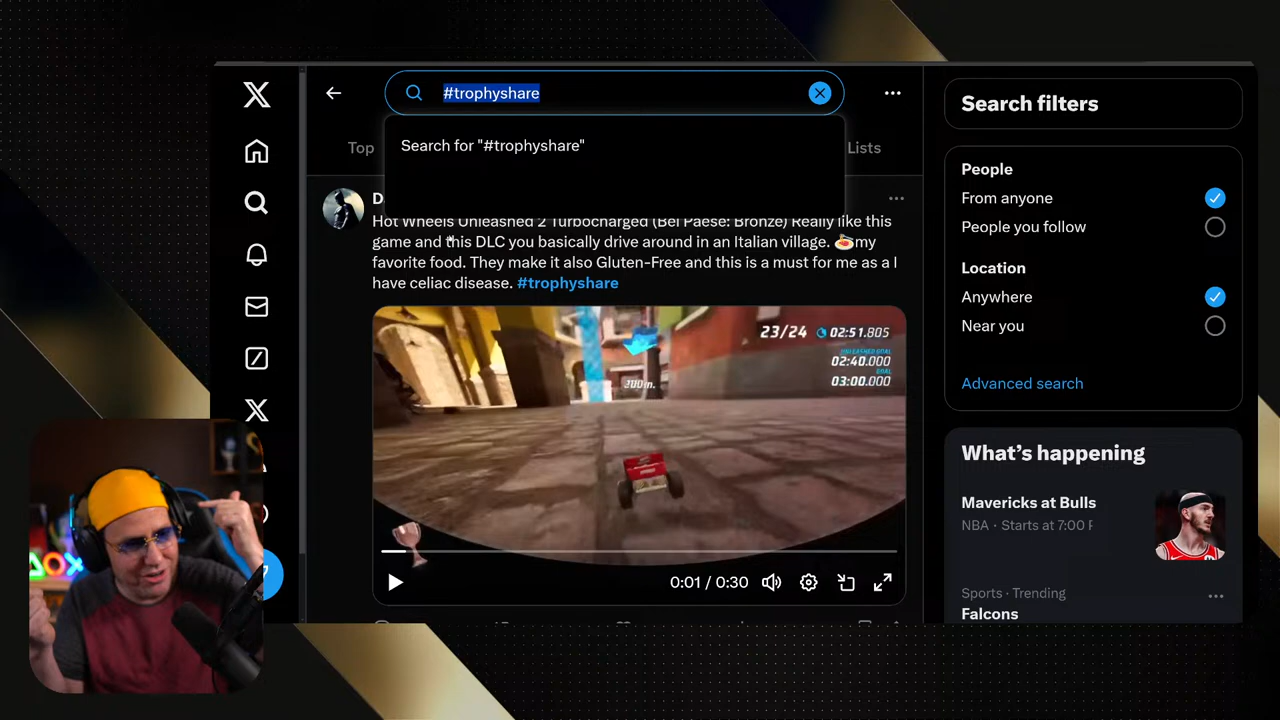 #trophyshare
Search for "#trophyshare"
Top
Lists
D
Hot Wheels Unleashed 2 Turbocharged (Bel Paese: Bronze) Really like this
game and this DLC you basically drive around in an Italian village. 🍝my
favorite food. They make it also Gluten-Free and this is a must for me as a I
have celiac disease. #trophyshare
23/24 02:51.805
UNLEASHED GOAL
02:40.000
GOAL
03:00.000
200m.
0:01 / 0:30
Search filters
People
From anyone
People you follow
Location
Anywhere
Near you
Advanced search
What's happening
Mavericks at Bulls
NBA · Starts at 7:00 P
Sports · Trending
Falcons